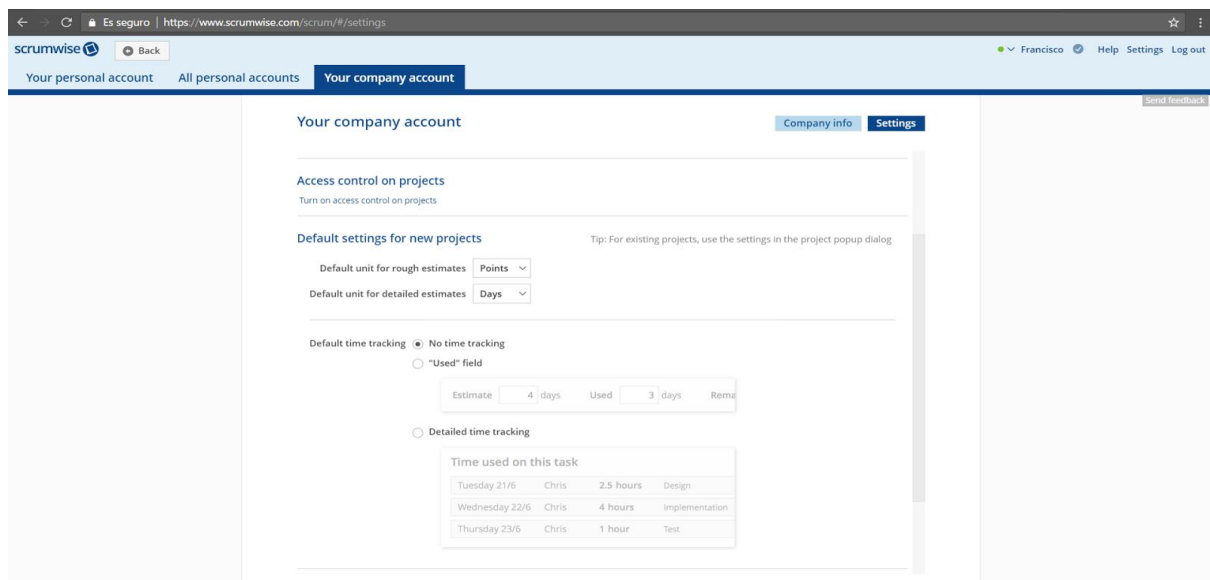 Es seguro | https://www.scrumwise.com/scrum/#/settings
scrumwise Back Francisco Help Settings Log out
Your personal account All personal accounts Your company account
Send feedback
Your company account Company info Settings
Access control on projects
Turn on access control on projects
Default settings for new projects Tip: For existing projects, use the settings in the project popup dialog
Default unit for rough estimates Points
Default unit for detailed estimates Days
Default time tracking No time tracking
"Used" field
Estimate 4 days Used 3 days Rema
Detailed time tracking
Time used on this task
Tuesday 21/6 Chris 2.5 hours Design
Wednesday 22/6 Chris 4 hours Implementation
Thursday 23/6 Chris 1 hour Test